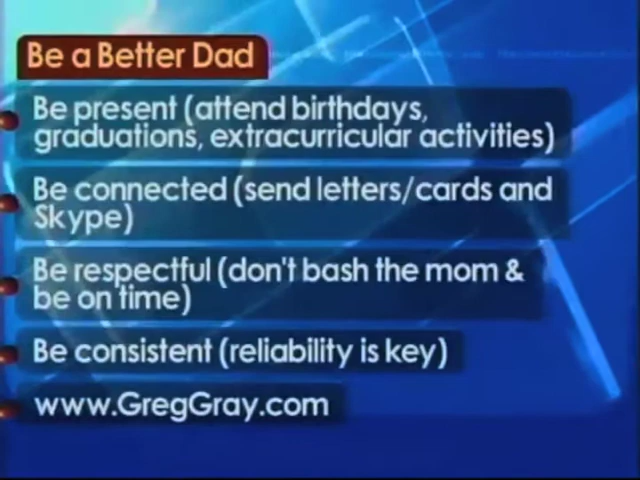 Be a Better Dad
Be present (attend birthdays,
graduations, extracurricular activities)
Be connected (send letters/cards and
Skype)
Be respectful (don't bash the mom &
be on time)
Be consistent (reliability is key)
www.GregGray.com